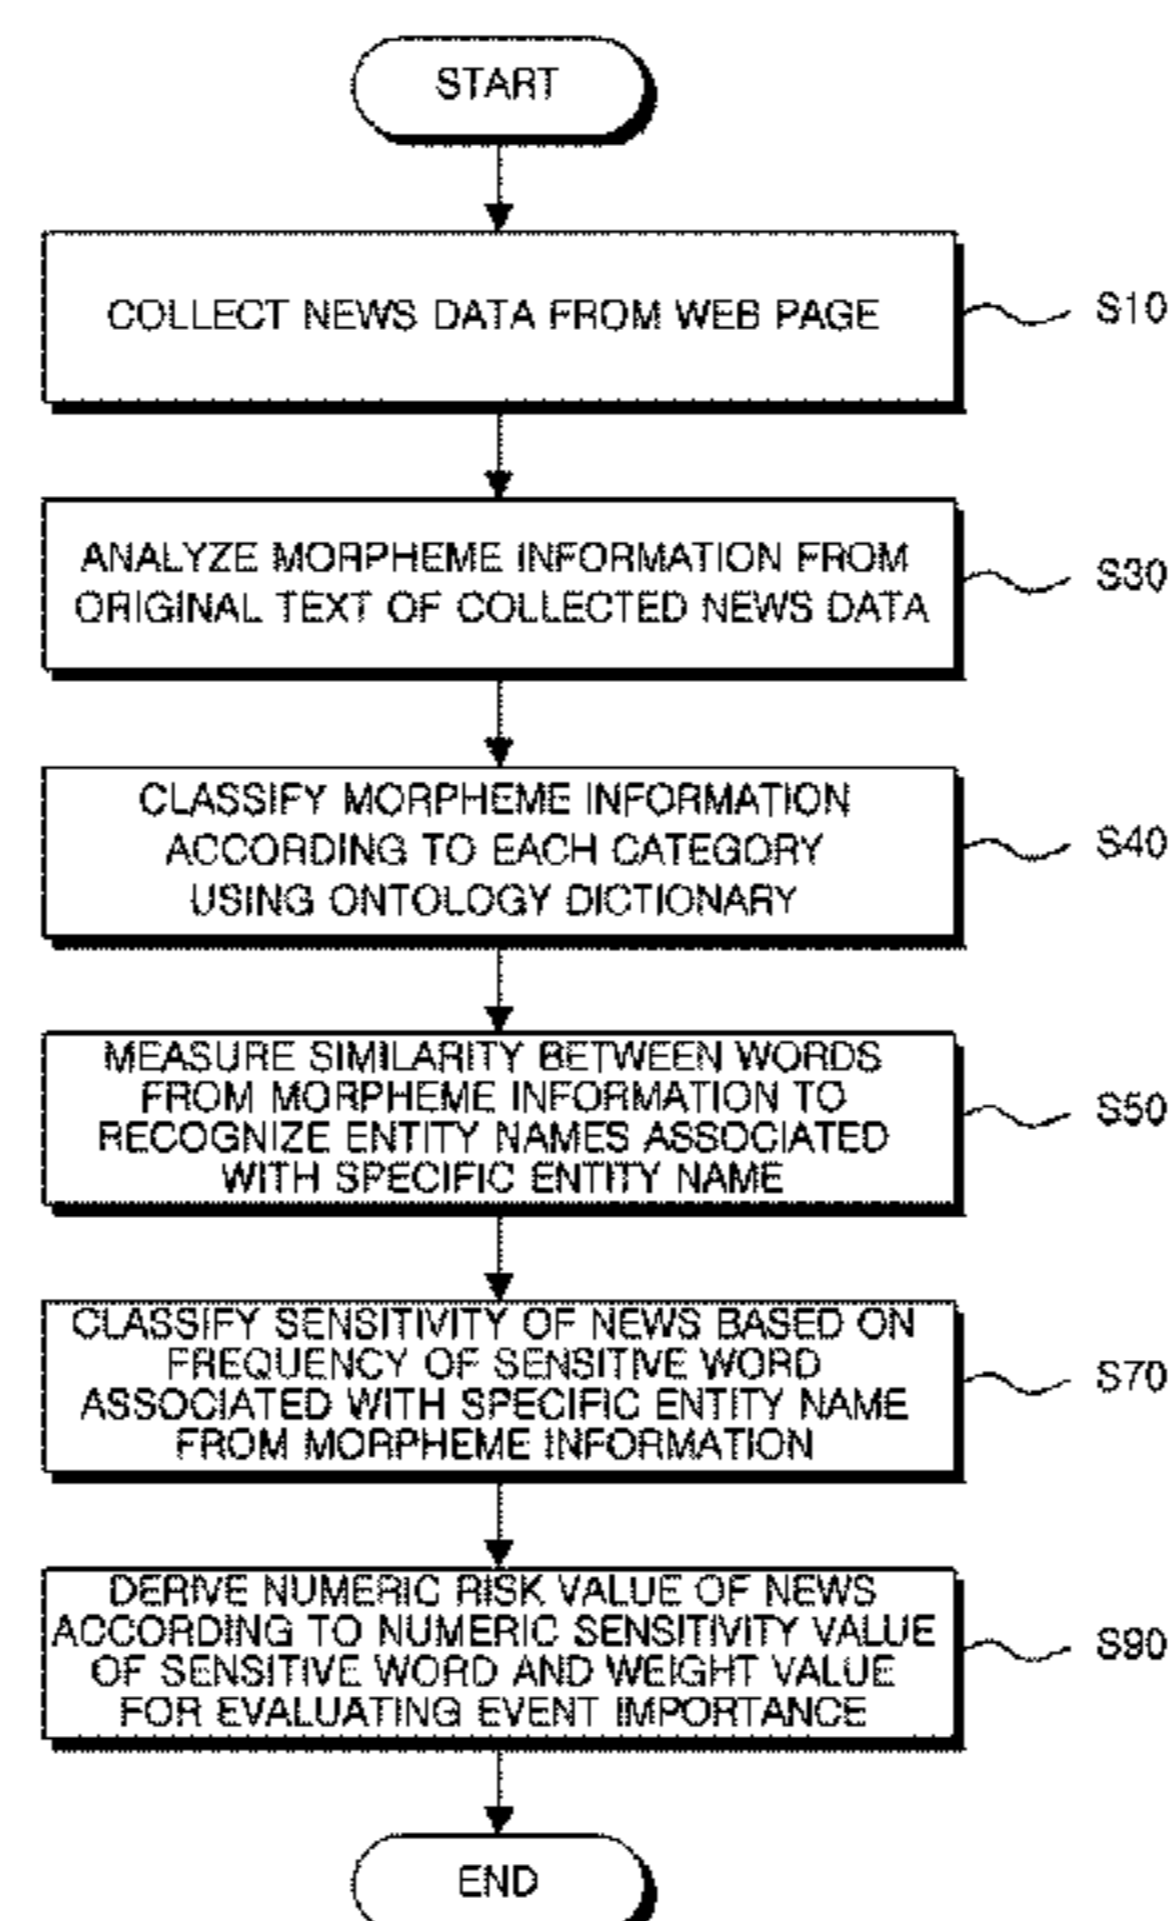 START
COLLECT NEWS DATA FROM WEB PAGE
S10
ANALYZE MORPHEME INFORMATION FROM
ORIGINAL TEXT OF COLLECTED NEWS DATA
S30
CLASSIFY MORPHEME INFORMATION
ACCORDING TO EACH CATEGORY
USING ONTOLOGY DICTIONARY
S40
MEASURE SIMILARITY BETWEEN WORDS
FROM MORPHEME INFORMATION TO
RECOGNIZE ENTITY NAMES ASSOCIATED
WITH SPECIFIC ENTITY NAME
S50
CLASSIFY SENSITIVITY OF NEWS BASED ON
FREQUENCY OF SENSITIVE WORD
ASSOCIATED WITH SPECIFIC ENTITY NAME
FROM MORPHEME INFORMATION
S70
DERIVE NUMERIC RISK VALUE OF NEWS
ACCORDING TO NUMERIC SENSITIVITY VALUE
OF SENSITIVE WORD AND WEIGHT VALUE
FOR EVALUATING EVENT IMPORTANCE
S90
END